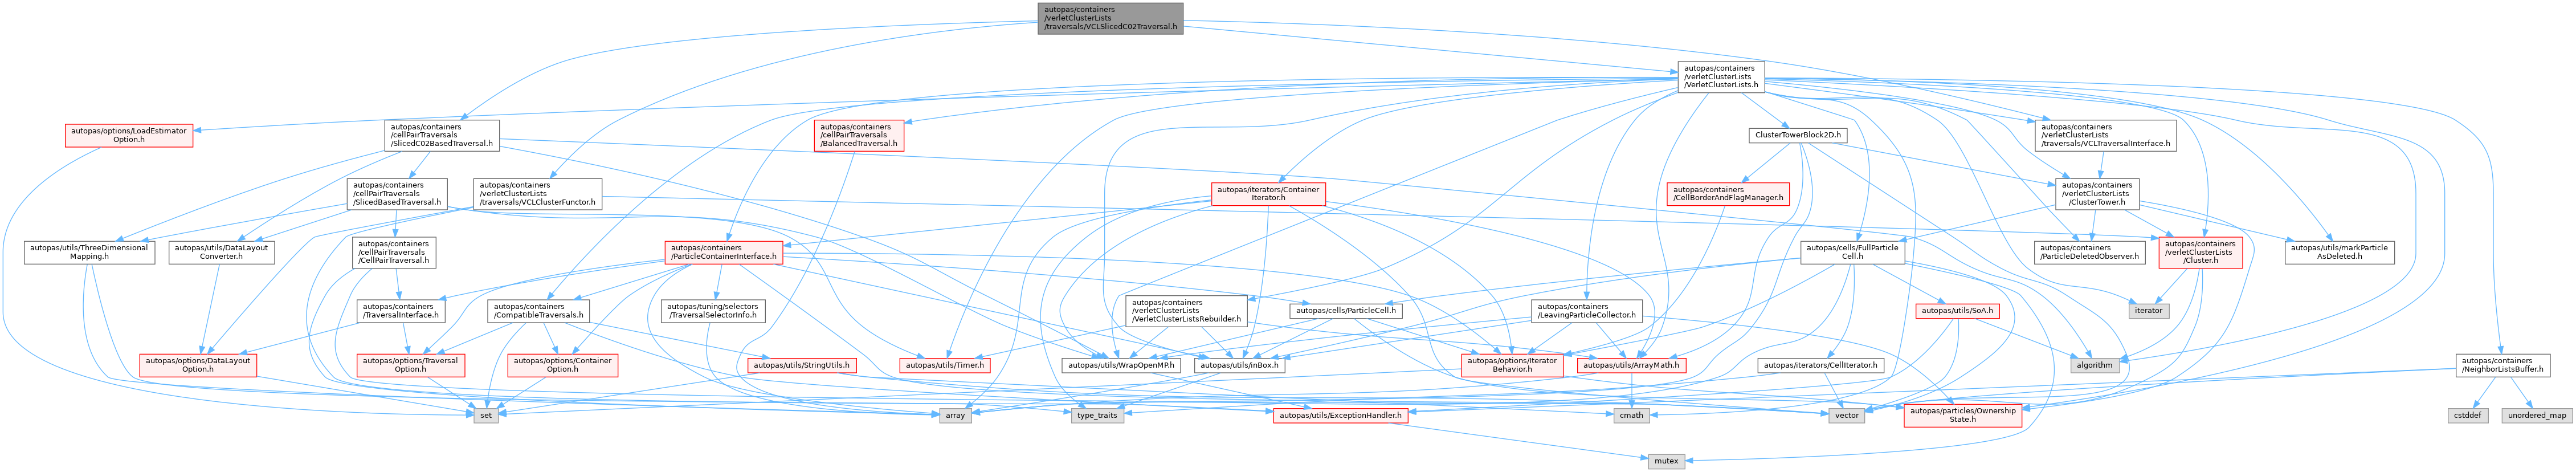 autopas/containers
/verletClusterLists
/traversals/VCLSlicedC02Traversal.h
autopas/containers
/verletClusterLists
/VerletClusterLists.h
autopas/options/LoadEstimator
Option.h
autopas/containers
/cellPairTraversals
/SlicedC02BasedTraversal.h
autopas/containers
/cellPairTraversals
/BalancedTraversal.h
ClusterTowerBlock2D.h
autopas/containers
/verletClusterLists
/traversals/VCLTraversalInterface.h
autopas/containers
/cellPairTraversals
/SlicedBasedTraversal.h
autopas/containers
/verletClusterLists
/traversals/VCLClusterFunctor.h
autopas/iterators/Container
Iterator.h
autopas/containers
/CellBorderAndFlagManager.h
autopas/containers
/verletClusterLists
/ClusterTower.h
autopas/utils/ThreeDimensional
Mapping.h
autopas/utils/DataLayout
Converter.h
autopas/containers
/cellPairTraversals
/CellPairTraversal.h
autopas/containers
/ParticleContainerInterface.h
autopas/cells/FullParticle
Cell.h
autopas/containers
/ParticleDeletedObserver.h
autopas/containers
/verletClusterLists
/Cluster.h
autopas/utils/markParticle
AsDeleted.h
autopas/containers
/TraversalInterface.h
autopas/containers
/CompatibleTraversals.h
autopas/tuning/selectors
/TraversalSelectorInfo.h
autopas/containers
/verletClusterLists
/VerletClusterListsRebuilder.h
autopas/cells/ParticleCell.h
autopas/containers
/LeavingParticleCollector.h
autopas/utils/SoA.h
iterator
autopas/options/DataLayout
Option.h
autopas/options/Traversal
Option.h
autopas/options/Container
Option.h
autopas/utils/StringUtils.h
autopas/utils/Timer.h
autopas/utils/WrapOpenMP.h
autopas/utils/inBox.h
autopas/options/Iterator
Behavior.h
autopas/utils/ArrayMath.h
autopas/iterators/CellIterator.h
algorithm
autopas/containers
/NeighborListsBuffer.h
set
array
type_traits
autopas/utils/ExceptionHandler.h
cmath
vector
autopas/particles/Ownership
State.h
cstddef
unordered_map
mutex